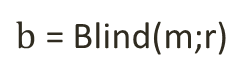 b = Blind(m;r)